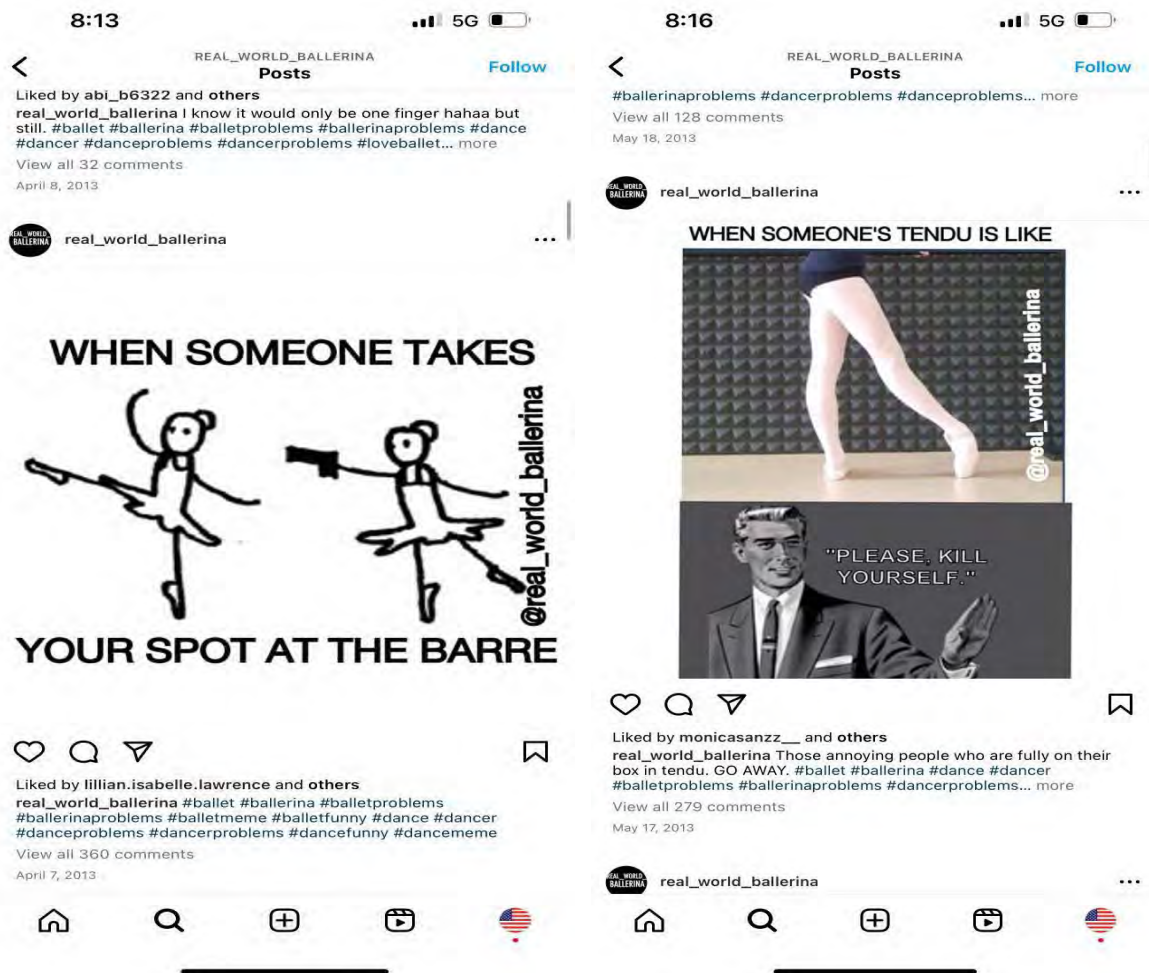 8:13
5G
REAL_WORLD_BALLERINA
Posts
Follow
Liked by abi_b6322 and others
real_world_ballerina I know it would only be one finger hahaa but
still. #ballet #ballerina #balletproblems #ballerinaproblems #dance
#dancer #danceproblems #dancerproblems #loveballet... more
View all 32 comments
April 8, 2013
REAL_WORLD_
BALLERINA
real_world_ballerina
WHEN SOMEONE TAKES
@real_world_ballerina
YOUR SPOT AT THE BARRE
Liked by lillian.isabelle.lawrence and others
real_world_ballerina #ballet #ballerina #balletproblems
#ballerinaproblems #balletmeme #balletfunny #dance #dancer
#danceproblems #dancerproblems #dancefunny #dancememe
View all 360 comments
April 7, 2013
8:16
5G
REAL_WORLD_BALLERINA
Posts
Follow
#ballerinaproblems #dancerproblems #danceproblems... more
View all 128 comments
May 18, 2013
REAL_WORLD_
BALLERINA
real_world_ballerina
WHEN SOMEONE'S TENDU IS LIKE
@real_world_ballerina
"PLEASE, KILL
YOURSELF."
Liked by monicasanzz__ and others
real_world_ballerina Those annoying people who are fully on their
box in tendu. GO AWAY. #ballet #ballerina #dance #dancer
#balletproblems #ballerinaproblems #dancerproblems... more
View all 279 comments
May 17, 2013
REAL_WORLD_
BALLERINA
real_world_ballerina